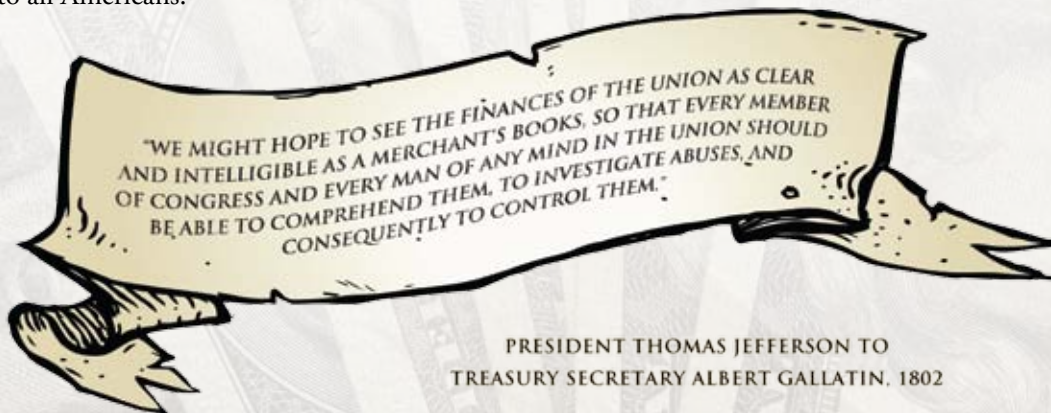 to all Americans.
"WE MIGHT HOPE TO SEE THE FINANCES OF THE UNION AS CLEAR
AND INTELLIGIBLE AS A MERCHANT'S BOOKS, SO THAT EVERY MEMBER
OF CONGRESS AND EVERY MAN OF ANY MIND IN THE UNION SHOULD
BE ABLE TO COMPREHEND THEM, TO INVESTIGATE ABUSES, AND
CONSEQUENTLY TO CONTROL THEM."
PRESIDENT THOMAS JEFFERSON TO
TREASURY SECRETARY ALBERT GALLATIN, 1802